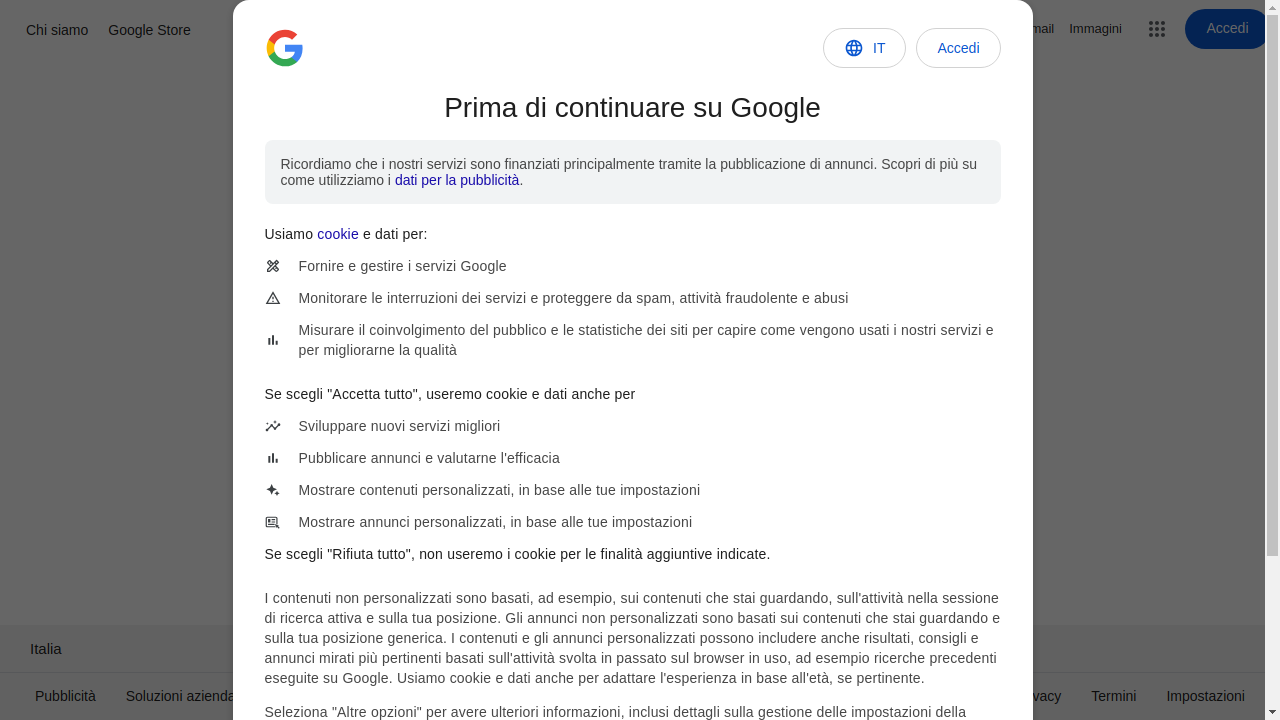 Chi siamo
Google Store
Immagini
Accedi
IT
Accedi
Prima di continuare su Google
Ricordiamo che i nostri servizi sono finanziati principalmente tramite la pubblicazione di annunci. Scopri di più su
come utilizziamo i dati per la pubblicità.
Usiamo cookie e dati per:
Fornire e gestire i servizi Google
Monitorare le interruzioni dei servizi e proteggere da spam, attività fraudolente e abusi
Misurare il coinvolgimento del pubblico e le statistiche dei siti per capire come vengono usati i nostri servizi e
per migliorarne la qualità
Se scegli "Accetta tutto", useremo cookie e dati anche per
Sviluppare nuovi servizi migliori
Pubblicare annunci e valutarne l'efficacia
Mostrare contenuti personalizzati, in base alle tue impostazioni
Mostrare annunci personalizzati, in base alle tue impostazioni
Se scegli "Rifiuta tutto", non useremo i cookie per le finalità aggiuntive indicate.
I contenuti non personalizzati sono basati, ad esempio, sui contenuti che stai guardando, sull'attività nella sessione
di ricerca attiva e sulla tua posizione. Gli annunci non personalizzati sono basati sui contenuti che stai guardando e
sulla tua posizione generica. I contenuti e gli annunci personalizzati possono includere anche risultati, consigli e
annunci mirati più pertinenti basati sull'attività svolta in passato sul browser in uso, ad esempio ricerche precedenti
eseguite su Google. Usiamo cookie e dati anche per adattare l'esperienza in base all'età, se pertinente.
Seleziona "Altre opzioni" per avere ulteriori informazioni, inclusi dettagli sulla gestione delle impostazioni della
Italia
Pubblicità
Soluzioni
Termini
Impostazioni